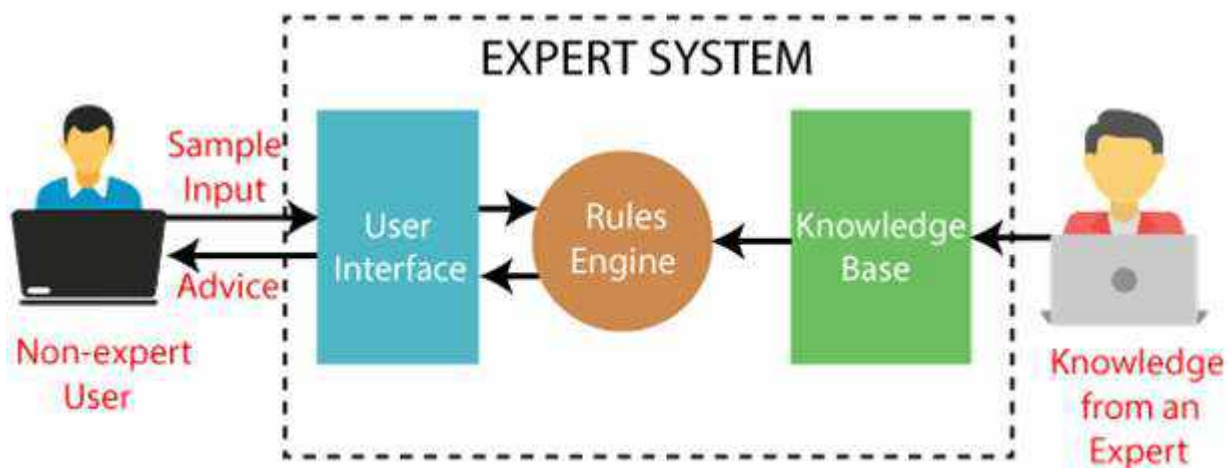 EXPERT SYSTEM
Sample
Input
Advice
Non-expert
User
User
Interface
Rules
Engine
Knowledge
Base
Knowledge
from an
Expert